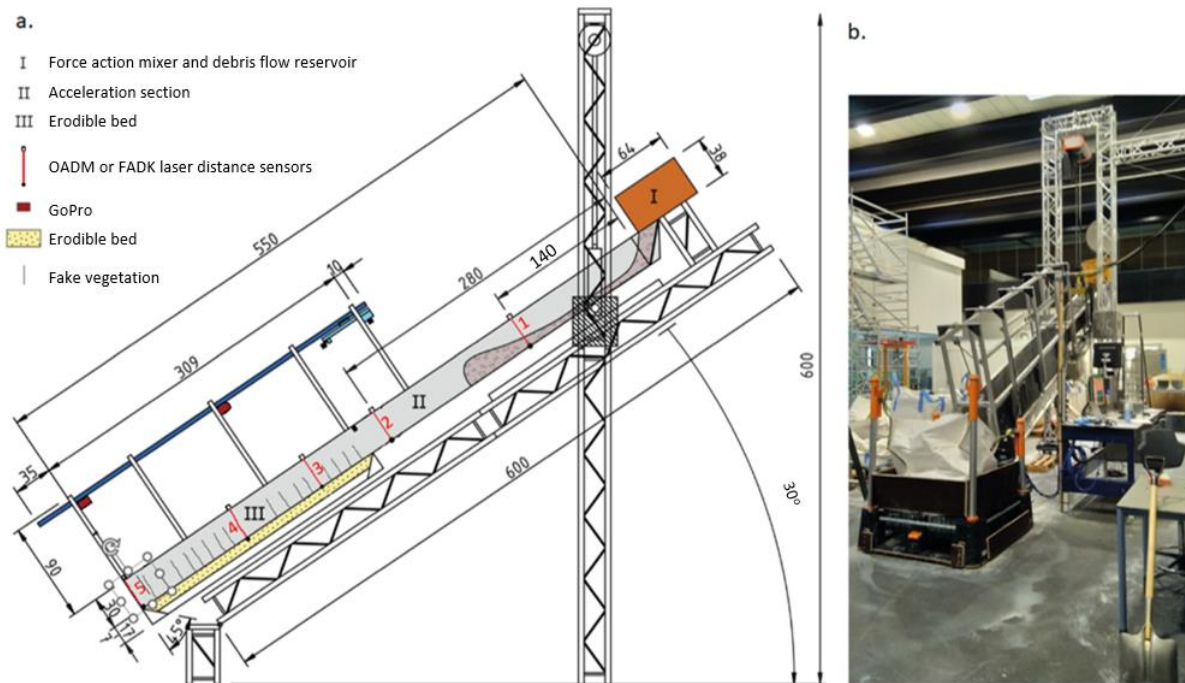 a.
I Force action mixer and debris flow reservoir
II Acceleration section
III Erodible bed
OADM or FADK laser distance sensors
GoPro
Erodible bed
Fake vegetation
550
64
38
I
140
280
10
309
1
II
2
3
35
III
4
600
30°
600
90
5
30
17
45°
b.